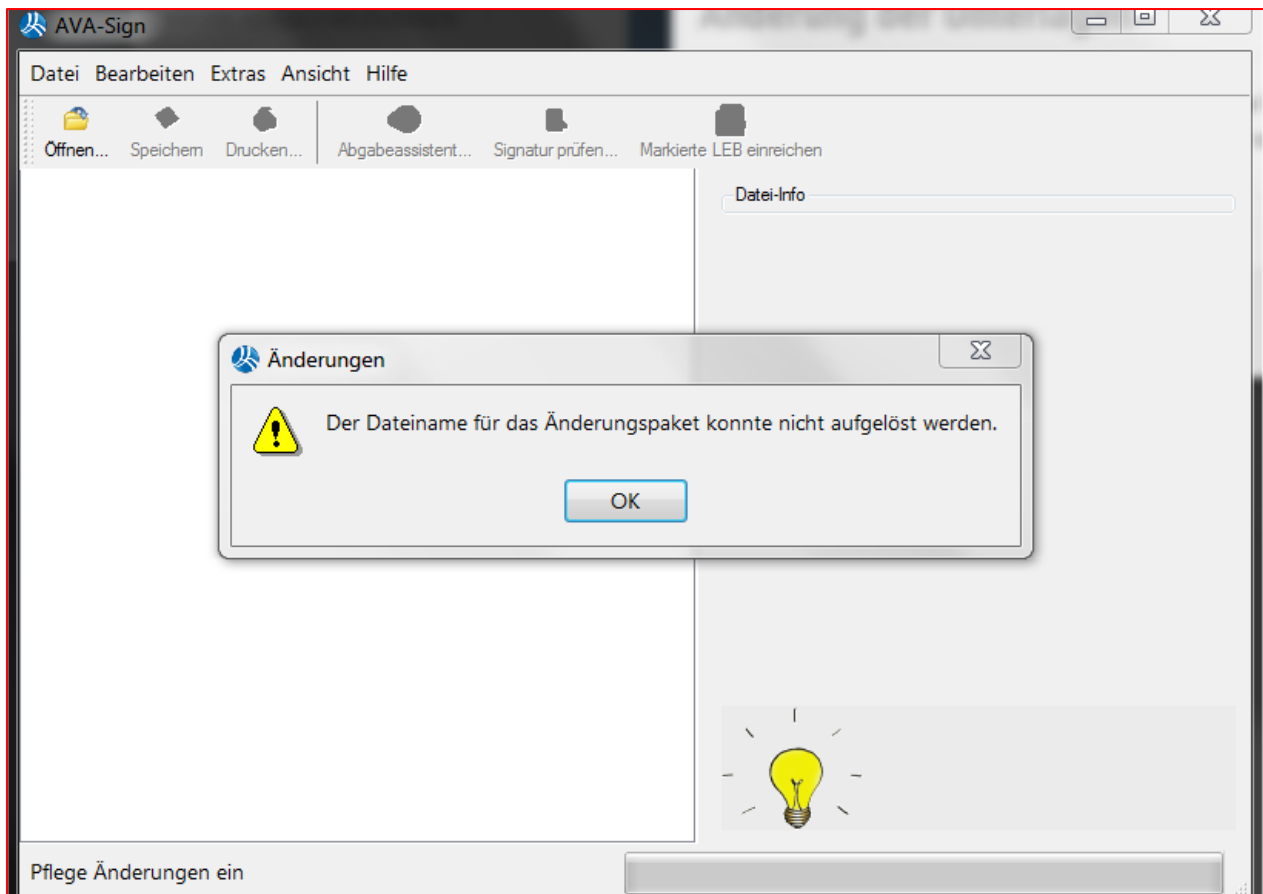 AVA-Sign
Datei Bearbeiten Extras Ansicht Hilfe
Öffnen... Speichern Drucken... Abgabeassistent... Signatur prüfen... Markierte LEB einreichen
Datei-Info
Änderungen
Der Dateiname für das Änderungspaket konnte nicht aufgelöst werden.
OK
Pflege Änderungen ein